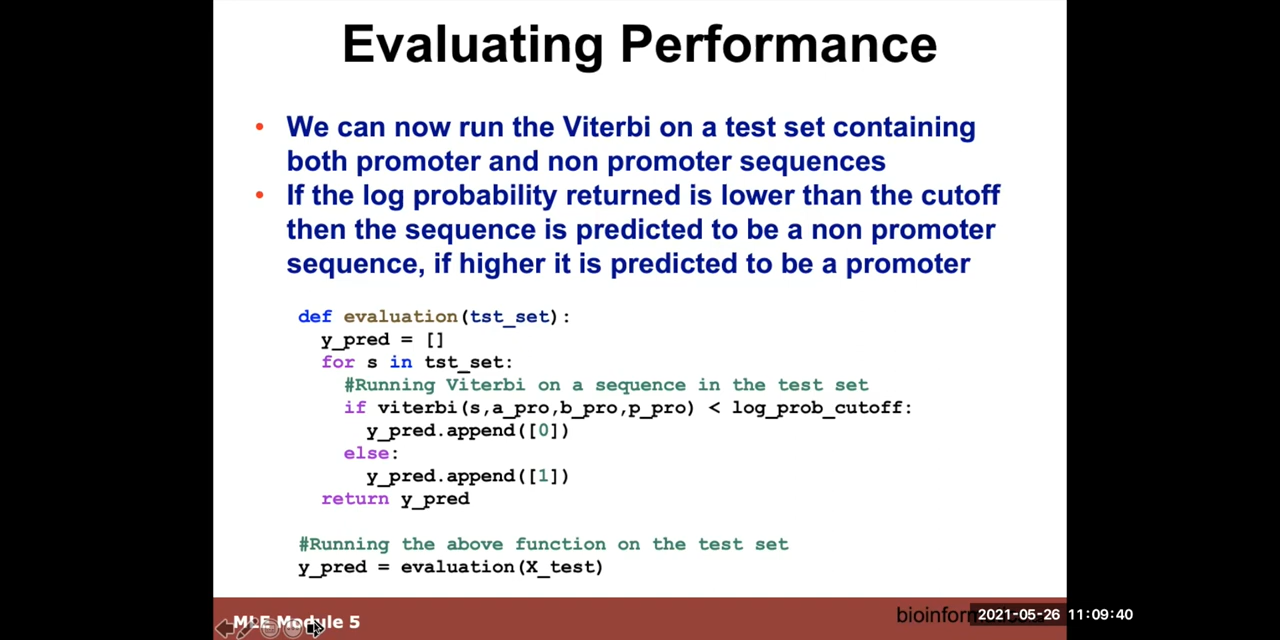 Evaluating Performance
• We can now run the Viterbi on a test set containing
both promoter and non promoter sequences
• If the log probability returned is lower than the cutoff
then the sequence is predicted to be a non promoter
sequence, if higher it is predicted to be a promoter
def evaluation(tst_set):
  y_pred = []
  for s in tst_set:
    #Running Viterbi on a sequence in the test set
    if viterbi(s,a_pro,b_pro,p_pro) < log_prob_cutoff:
      y_pred.append([0])
    else:
      y_pred.append([1])
  return y_pred
#Running the above function on the test set
y_pred = evaluation(X_test)
MLE Module 5
2021-05-26 11:09:40